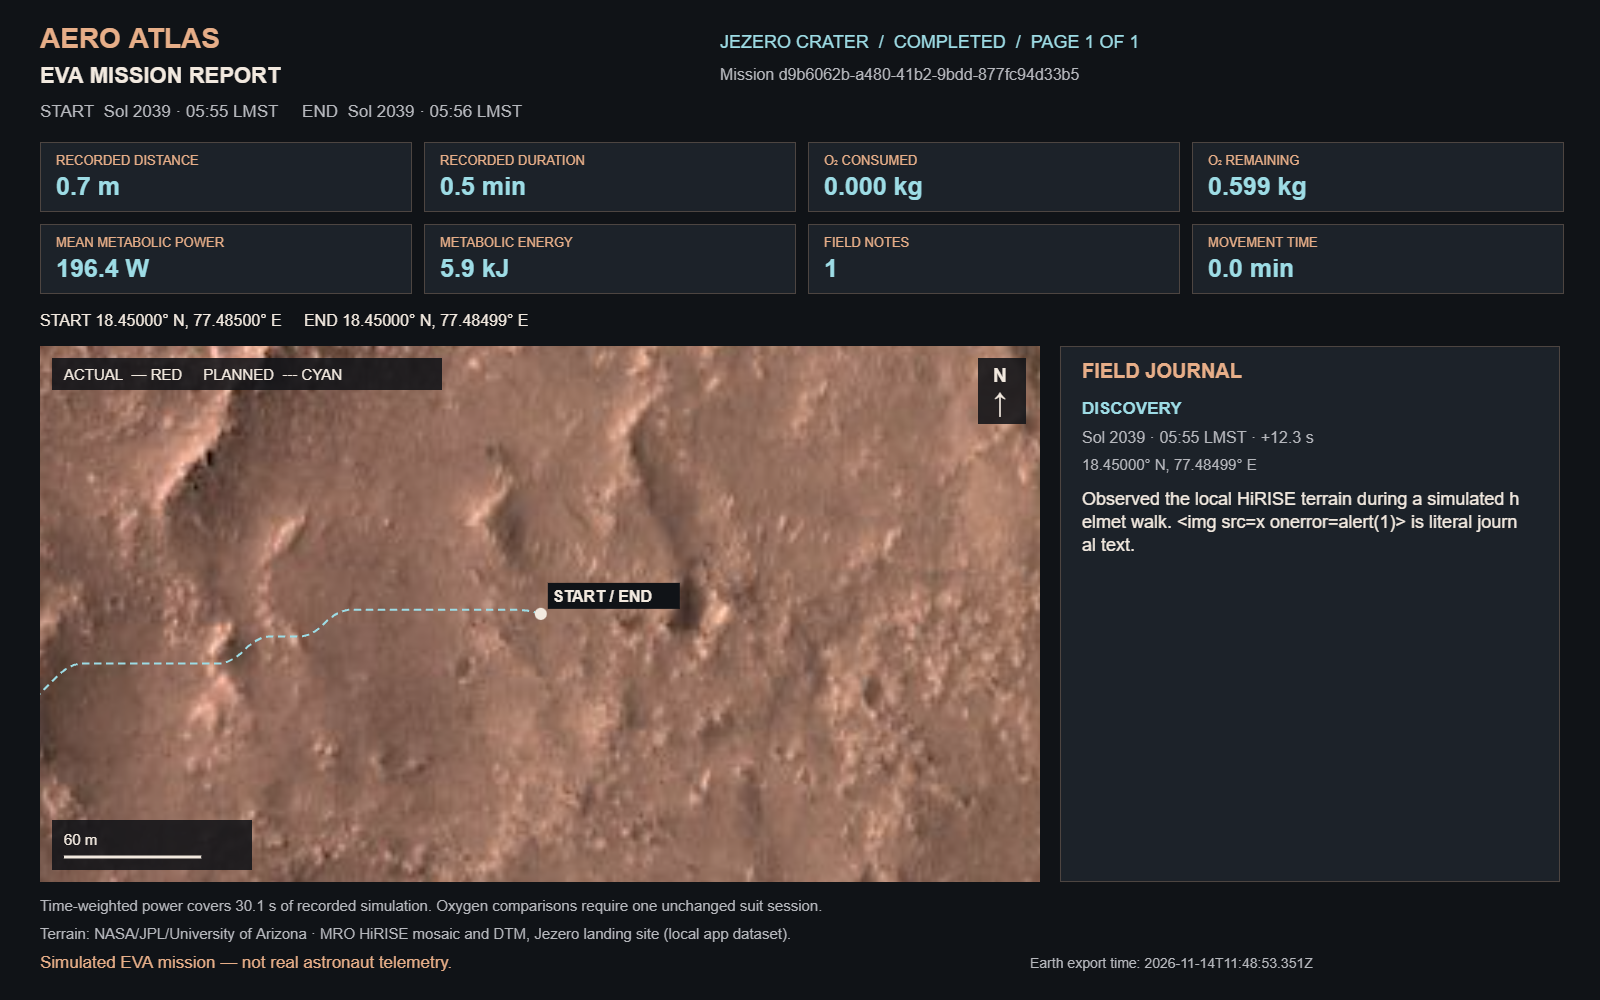 AERO ATLAS
EVA MISSION REPORT
START Sol 2039 · 05:55 LMST END Sol 2039 · 05:56 LMST
JEZERO CRATER / COMPLETED / PAGE 1 OF 1
Mission d9b6062b-a480-41b2-9bdd-877fc94d33b5
RECORDED DISTANCE
0.7 m
RECORDED DURATION
0.5 min
O₂ CONSUMED
0.000 kg
O₂ REMAINING
0.599 kg
MEAN METABOLIC POWER
196.4 W
METABOLIC ENERGY
5.9 kJ
FIELD NOTES
1
MOVEMENT TIME
0.0 min
START 18.45000° N, 77.48500° E END 18.45000° N, 77.48499° E
ACTUAL — RED PLANNED --- CYAN
N
START / END
60 m
FIELD JOURNAL
DISCOVERY
Sol 2039 · 05:55 LMST · +12.3 s
18.45000° N, 77.48499° E
Observed the local HiRISE terrain during a simulated h
elmet walk. <img src=x onerror=alert(1)> is literal journ
al text.
Time-weighted power covers 30.1 s of recorded simulation. Oxygen comparisons require one unchanged suit session.
Terrain: NASA/JPL/University of Arizona · MRO HiRISE mosaic and DTM, Jezero landing site (local app dataset).
Simulated EVA mission — not real astronaut telemetry.
Earth export time: 2026-11-14T11:48:53.351Z